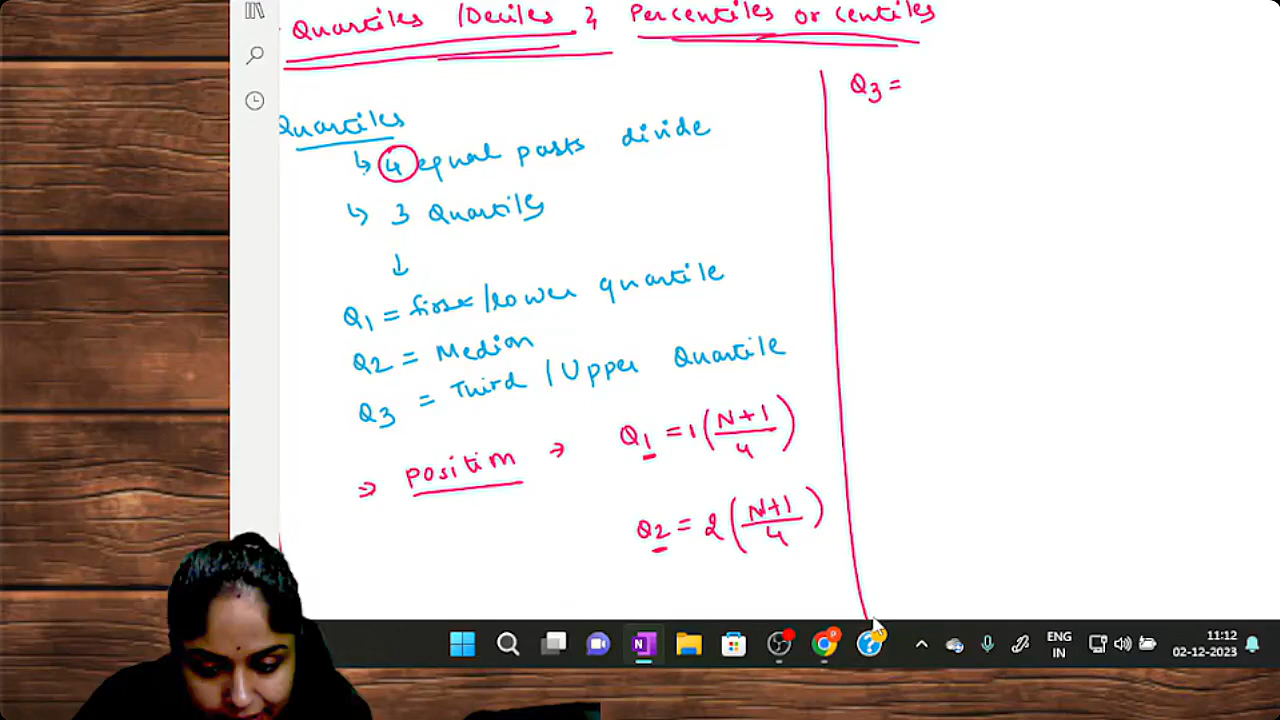 Quartiles /Deciles & Percentiles or Centiles
Quartiles
↳ 4 equal parts divide
↳ 3 Quartiles
↓
Q1 = first/lower quartile
Q2 = Median
Q3 = Third / Upper Quartile
⇒ Position → Q1 = 1(N+1/4)
Q2 = 2(N+1/4)
Q3 =
ENG
IN
11:12
02-12-2023